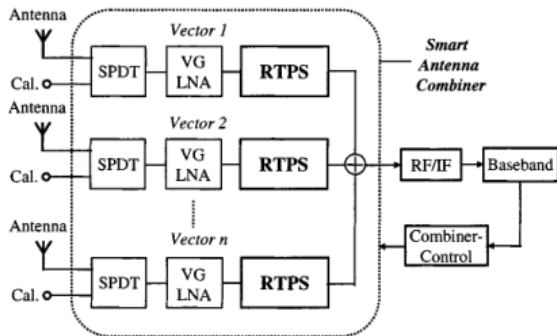 Antenna
Vector 1
SPDT
VG
LNA
RTPS
Cal.
Smart
Antenna
Combiner
Antenna
Vector 2
SPDT
VG
LNA
RTPS
Cal.
RF/IF
Baseband
Antenna
Vector n
SPDT
VG
LNA
RTPS
Cal.
Combiner-
Control